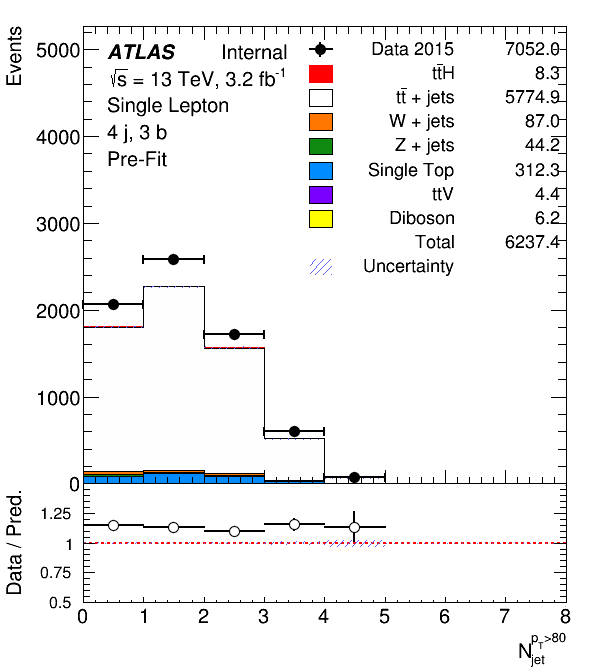 Events
5000
4000
3000
2000
1000
0
ATLAS Internal
√s = 13 TeV, 3.2 fb⁻¹
Single Lepton
4 j, 3 b
Pre-Fit
Data 2015 7052.0
tt̄H 8.3
tt̄ + jets 5774.9
W + jets 87.0
Z + jets 44.2
Single Top 312.3
ttV 4.4
Diboson 6.2
Total 6237.4
Uncertainty
Data / Pred.
1.25
1
0.75
0.5
0 1 2 3 4 5 6 7 8
N_jet^{p_T>80}